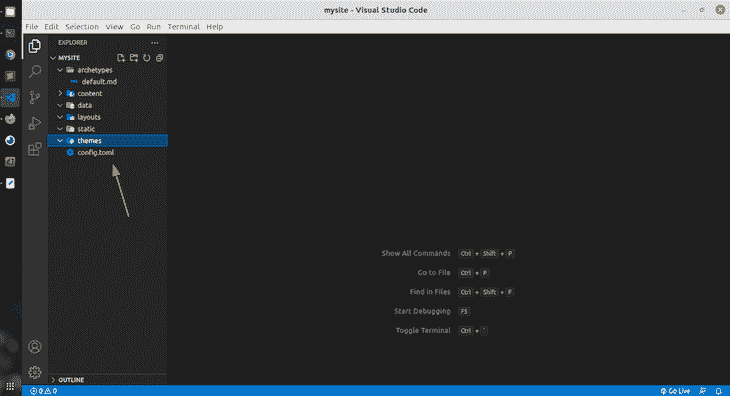 mysite - Visual Studio Code
File Edit Selection View Go Run Terminal Help
EXPLORER
MYSITE
archetypes
default.md
content
data
layouts
static
themes
config.toml
Show All Commands Ctrl + Shift + P
Go to File Ctrl + P
Find in Files Ctrl + Shift + F
Start Debugging F5
Toggle Terminal Ctrl + `
OUTLINE
0 0 Go Live